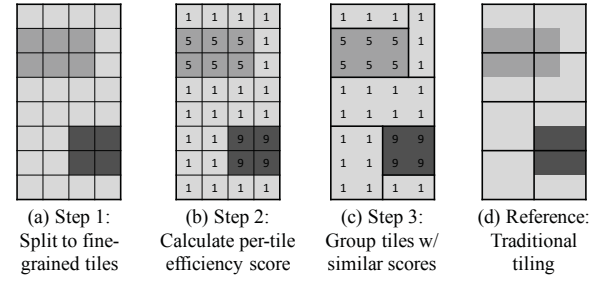 1 1 1 1
5 5 5 1
5 5 5 1
1 1 1 1
1 1 1 1
1 1 9 9
1 1 9 9
1 1 1 1
1 1 1 1
5 5 5 1
5 5 5 1
1 1 1 1
1 1 1 1
1 1 9 9
1 1 9 9
1 1 1 1
(a) Step 1:
Split to fine-
grained tiles
(b) Step 2:
Calculate per-tile
efficiency score
(c) Step 3:
Group tiles w/
similar scores
(d) Reference:
Traditional
tiling